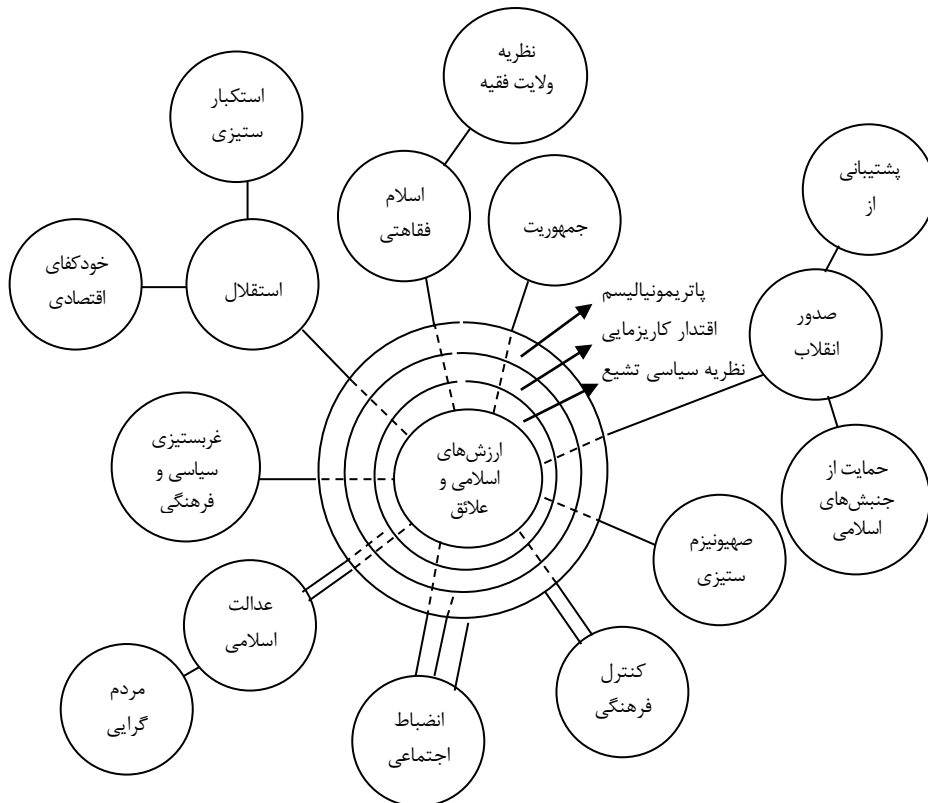 نظریه
ولایت فقیه
استکبار
ستیزی
پشتیبانی
از
اسلام
فقاهتی
جمهوریت
خودکفای
اقتصادی
استقلال
صدور
انقلاب
پاتریمونیالیسم
اقتدار کاریزمایی
نظریه سیاسی تشیع
ارزش‌های
اسلامی و
علائق
غربستیزی
سیاسی و
فرهنگی
حمایت از
جنبش‌های
اسلامی
صهیونیزم
ستیزی
عدالت
اسلامی
کنترل
فرهنگی
مردم
گرایی
انضباط
اجتماعی